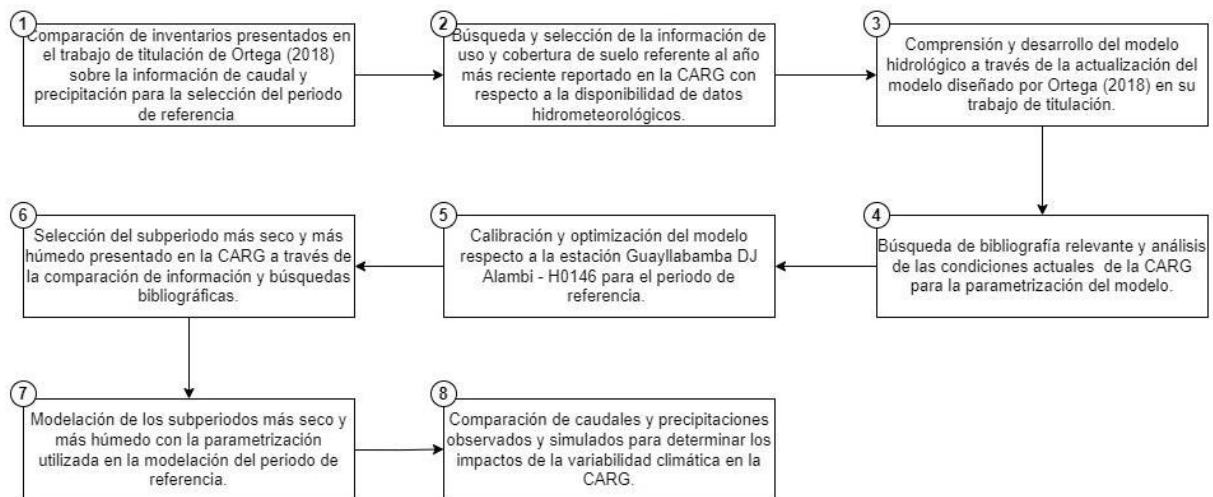 1
Comparación de inventarios presentados en
el trabajo de titulación de Ortega (2018)
sobre la información de caudal y
precipitación para la selección del periodo
de referencia
2
Búsqueda y selección de la información de
uso y cobertura de suelo referente al año
más reciente reportado en la CARG con
respecto a la disponibilidad de datos
hidrometeorológicos.
3
Comprensión y desarrollo del modelo
hidrológico a través de la actualización del
modelo diseñado por Ortega (2018) en su
trabajo de titulación.
4
Búsqueda de bibliografía relevante y análisis
de las condiciones actuales de la CARG
para la parametrización del modelo.
5
Calibración y optimización del modelo
respecto a la estación Guayllabamba DJ
Alambi - H0146 para el periodo de
referencia.
6
Selección del subperiodo más seco y más
húmedo presentado en la CARG a través de
la comparación de información y búsquedas
bibliográficas.
7
Modelación de los subperiodos más seco y
más húmedo con la parametrización
utilizada en la modelación del periodo de
referencia.
8
Comparación de caudales y precipitaciones
observados y simulados para determinar los
impactos de la variabilidad climática en la
CARG.